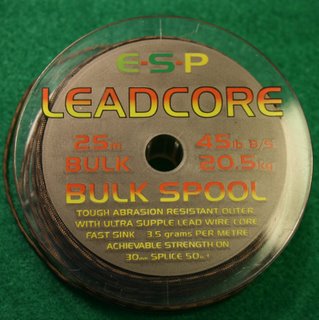 E-S-P
LEADCORE
25m 45lb B/S
BULK 20.5kg
BULK SPOOL
TOUGH ABRASION RESISTANT OUTER
WITH ULTRA SUPPLE LEAD WIRE CORE
FAST SINK - 3.5 grams PER METRE
ACHIEVABLE STRENGTH ON
30mm SPLICE 50lb+